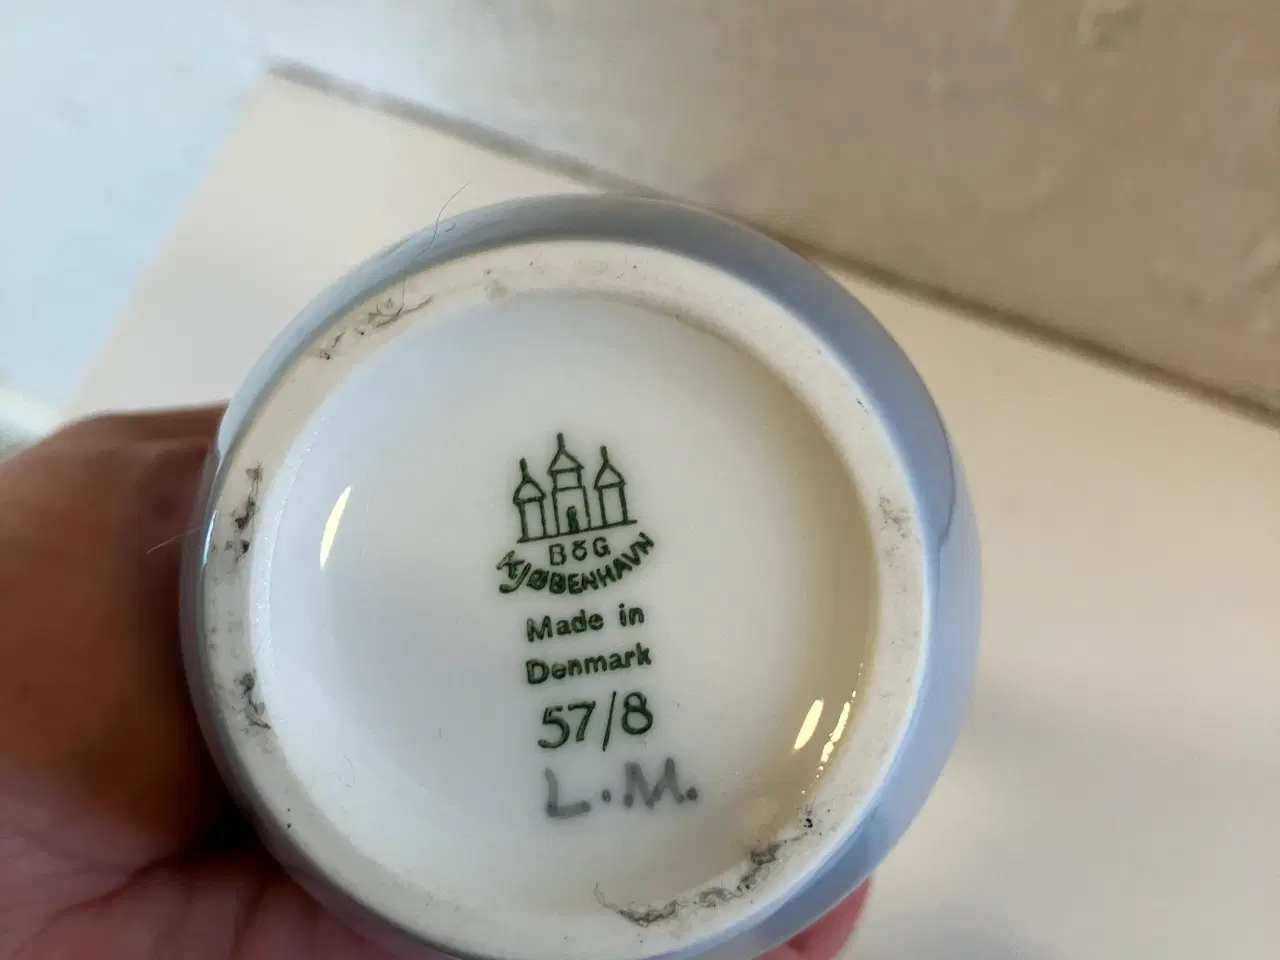 B&G
KJØBENHAVN
Made in
Denmark
57/8
L.M.